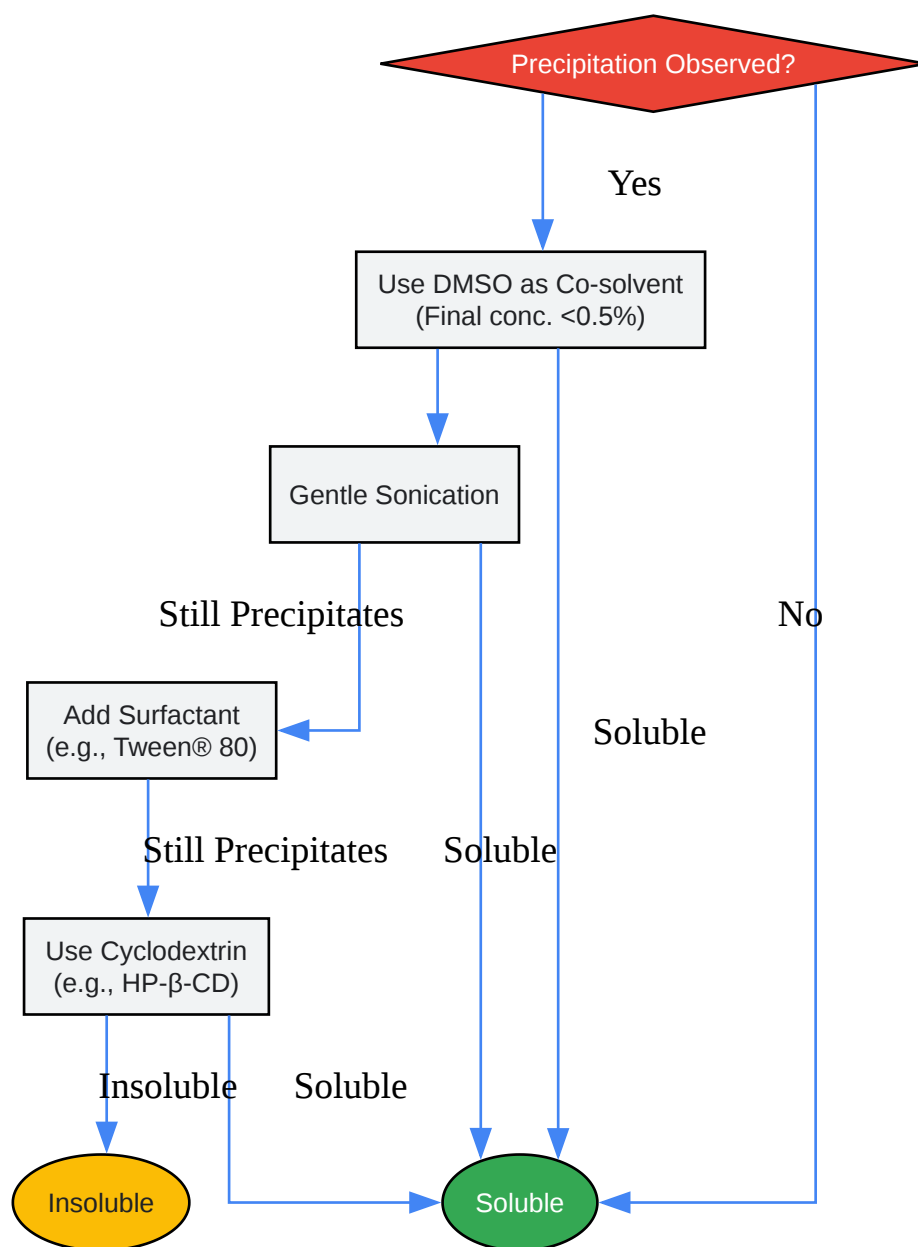 Precipitation Observed?
Yes
Use DMSO as Co-solvent
(Final conc. <0.5%)
Gentle Sonication
Still Precipitates
No
Add Surfactant
(e.g., Tween® 80)
Soluble
Still Precipitates
Soluble
Use Cyclodextrin
(e.g., HP-β-CD)
Insoluble
Soluble
Insoluble
Soluble